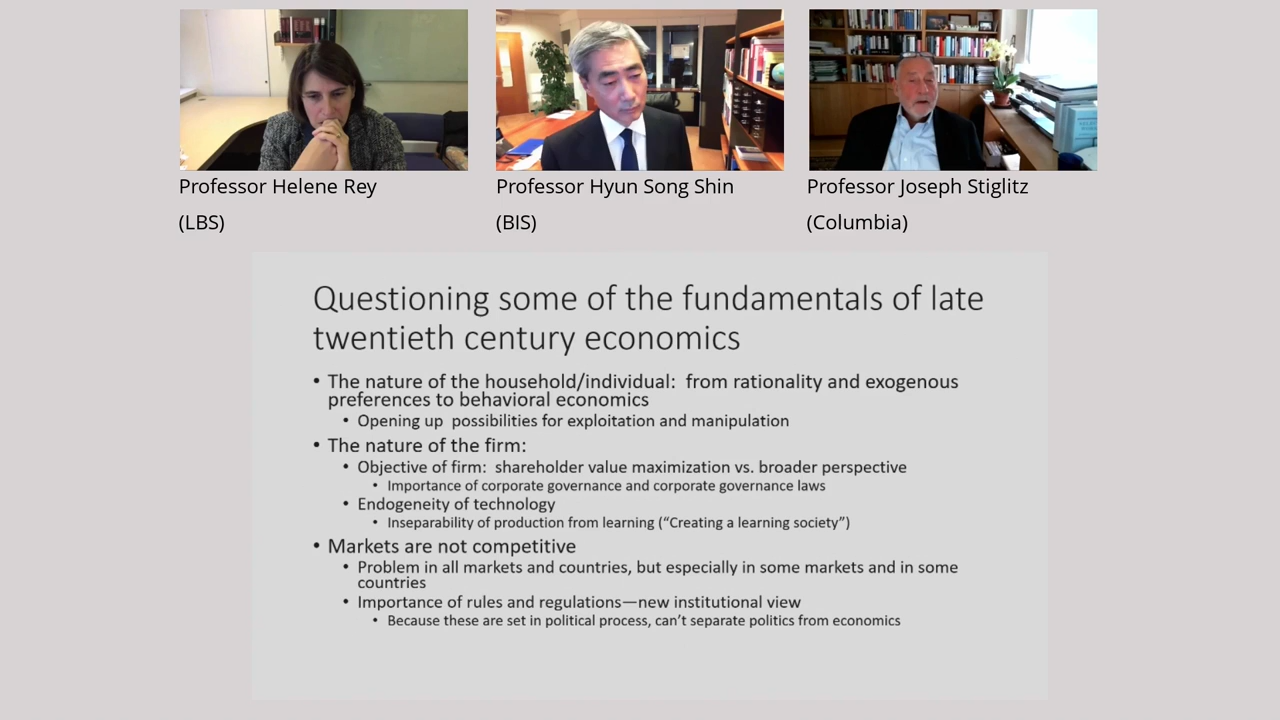 Professor Helene Rey
(LBS)
Professor Hyun Song Shin
(BIS)
Professor Joseph Stiglitz
(Columbia)
Questioning some of the fundamentals of late
twentieth century economics
• The nature of the household/individual: from rationality and exogenous
preferences to behavioral economics
• Opening up possibilities for exploitation and manipulation
• The nature of the firm:
• Objective of firm: shareholder value maximization vs. broader perspective
• Importance of corporate governance and corporate governance laws
• Endogeneity of technology
• Inseparability of production from learning (“Creating a learning society”)
• Markets are not competitive
• Problem in all markets and countries, but especially in some markets and in some
countries
• Importance of rules and regulations—new institutional view
• Because these are set in political process, can’t separate politics from economics